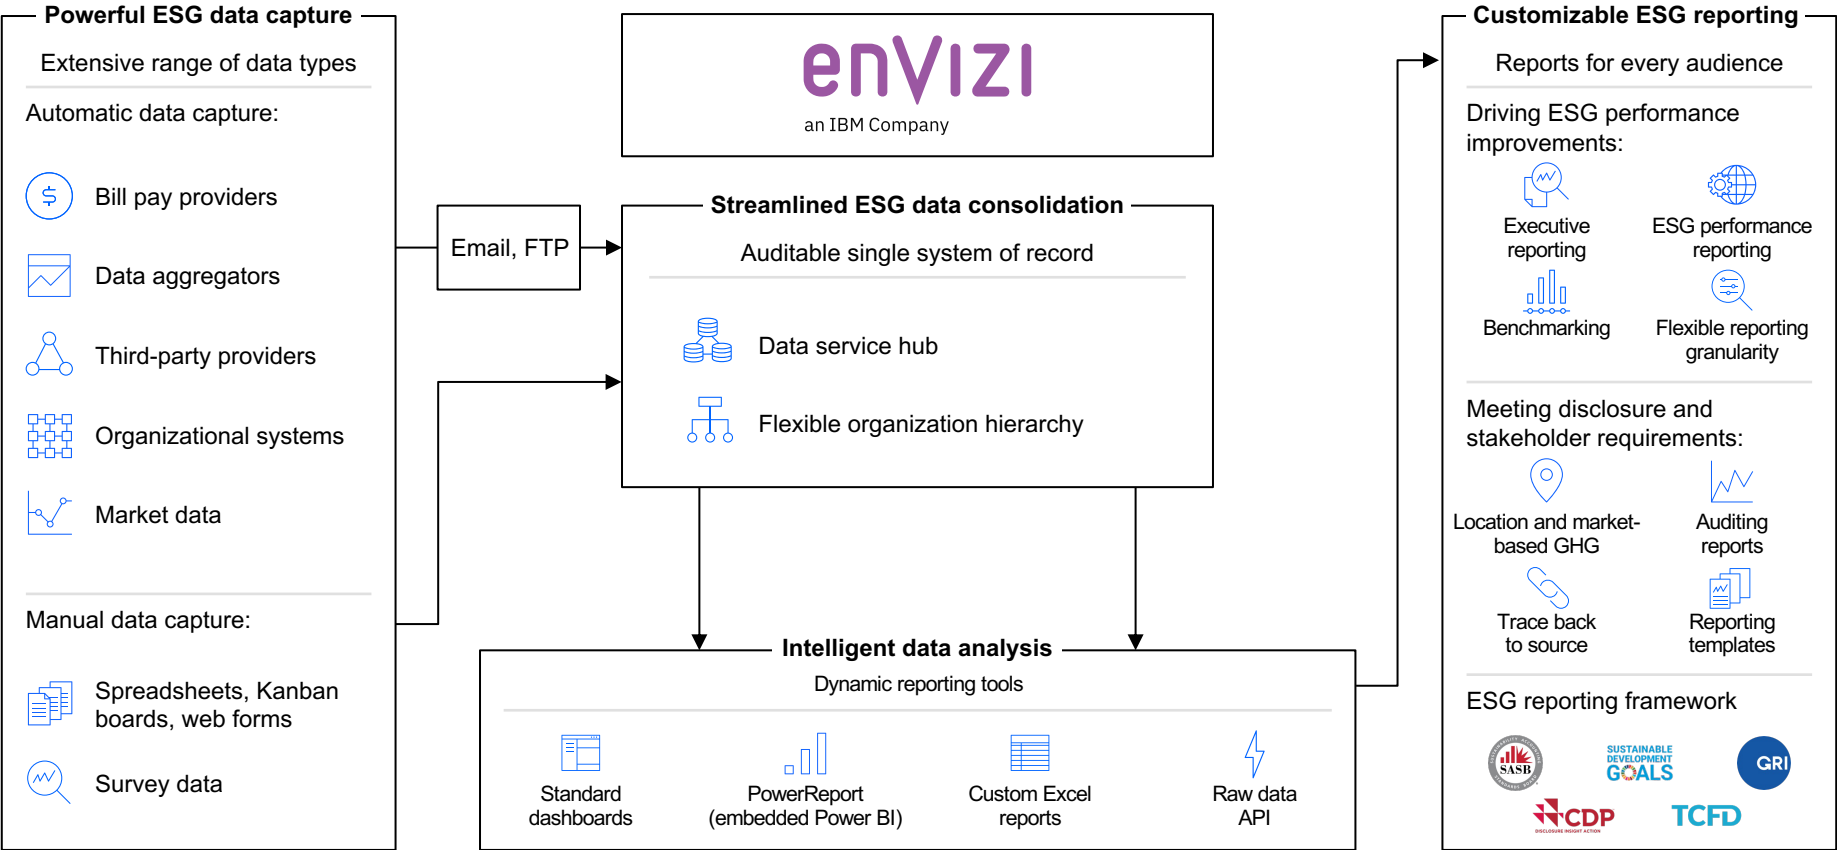 Powerful ESG data capture
Extensive range of data types
Automatic data capture:
Bill pay providers
Data aggregators
Third-party providers
Organizational systems
Market data
Manual data capture:
Spreadsheets, Kanban
boards, web forms
Survey data
Email, FTP
enVIZI
an IBM Company
Streamlined ESG data consolidation
Auditable single system of record
Data service hub
Flexible organization hierarchy
Intelligent data analysis
Dynamic reporting tools
Standard
dashboards
PowerReport
(embedded Power BI)
Custom Excel
reports
Raw data
API
Customizable ESG reporting
Reports for every audience
Driving ESG performance
improvements:
Executive
reporting
ESG performance
reporting
Benchmarking
Flexible reporting
granularity
Meeting disclosure and
stakeholder requirements:
Location and market-
based GHG
Auditing
reports
Trace back
to source
Reporting
templates
ESG reporting framework
SASB
SUSTAINABLE
DEVELOPMENT
GOALS
GRI
CDP
DISCLOSURE INSIGHT ACTION
TCFD